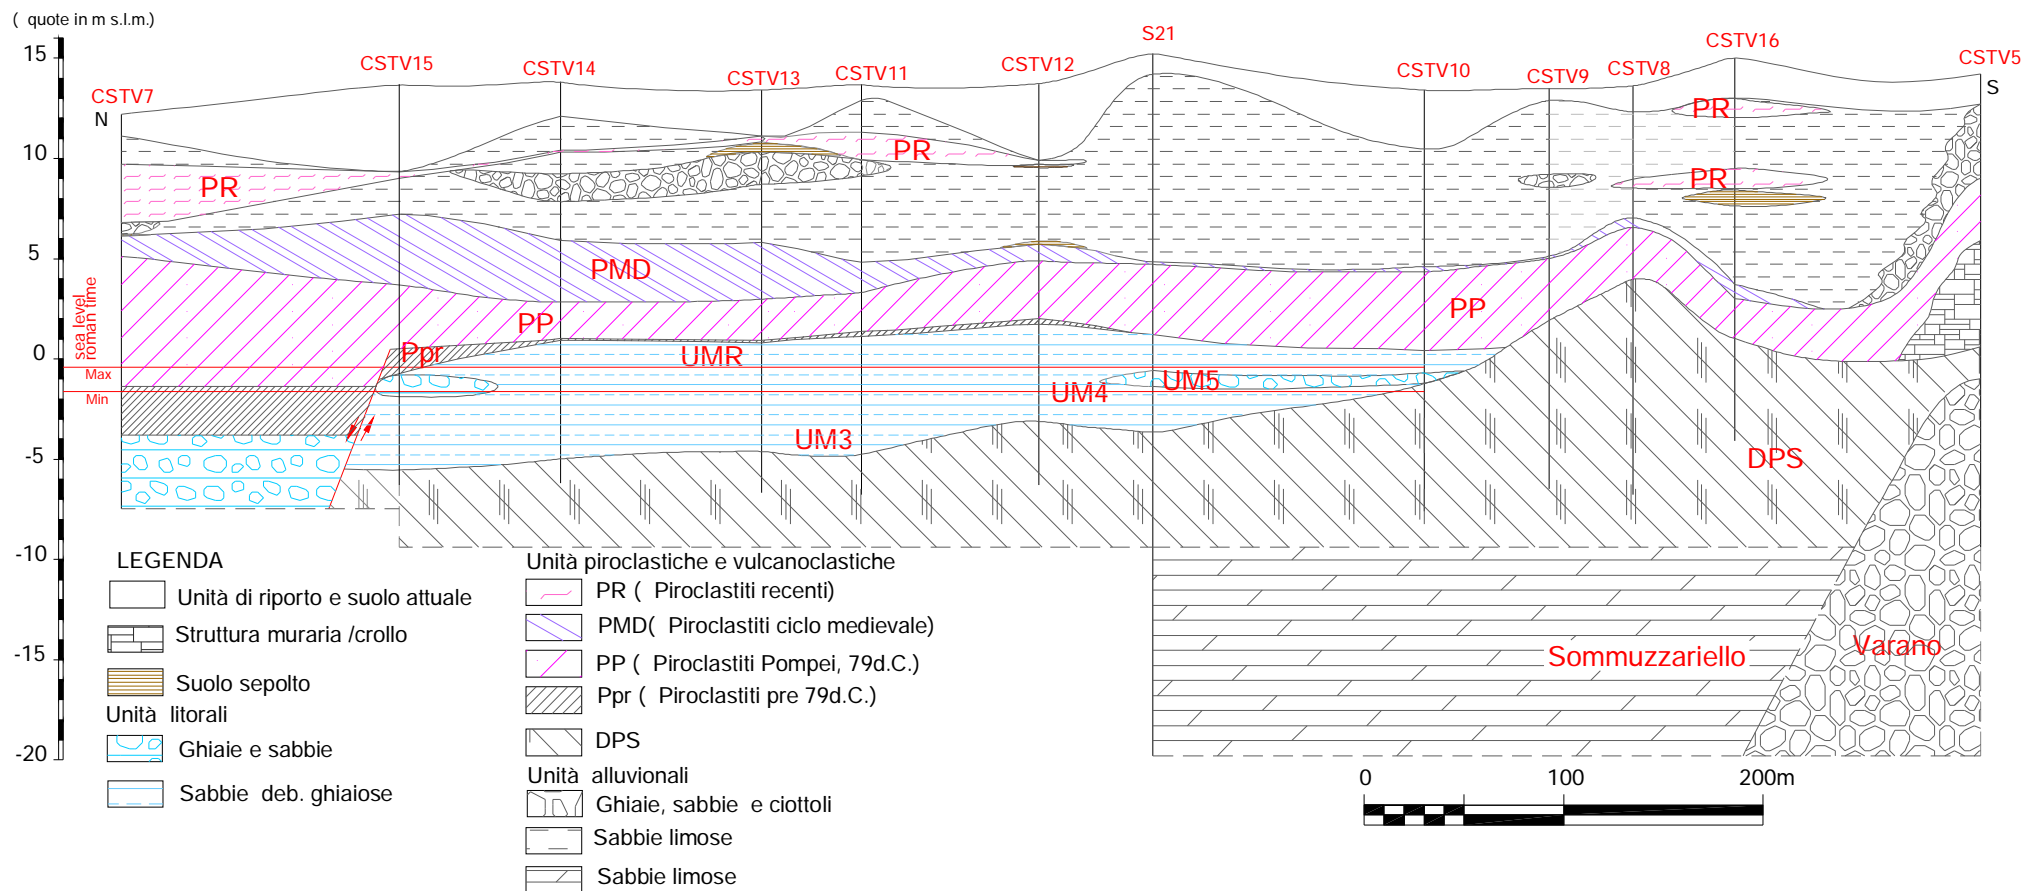 ( quote in m s.l.m.)
15
10
5
0
-5
-10
-15
-20
sea level
roman time
Max
Min
CSTV7
N
CSTV15
CSTV14
CSTV13
CSTV11
CSTV12
S21
CSTV10
CSTV9
CSTV8
CSTV16
CSTV5
S
PR
PR
PR
PR
PMD
PP
PP
Ppr
UMR
UM5
UM4
UM3
DPS
Sommuzzariello
Varano
LEGENDA
Unità di riporto e suolo attuale
Struttura muraria /crollo
Suolo sepolto
Unità litorali
Ghiaie e sabbie
Sabbie deb. ghiaiose
Unità piroclastiche e vulcanoclastiche
PR ( Piroclastiti recenti)
PMD( Piroclastiti ciclo medievale)
PP ( Piroclastiti Pompei, 79d.C.)
Ppr ( Piroclastiti pre 79d.C.)
DPS
Unità alluvionali
Ghiaie, sabbie e ciottoli
Sabbie limose
Sabbie limose
0 100 200m